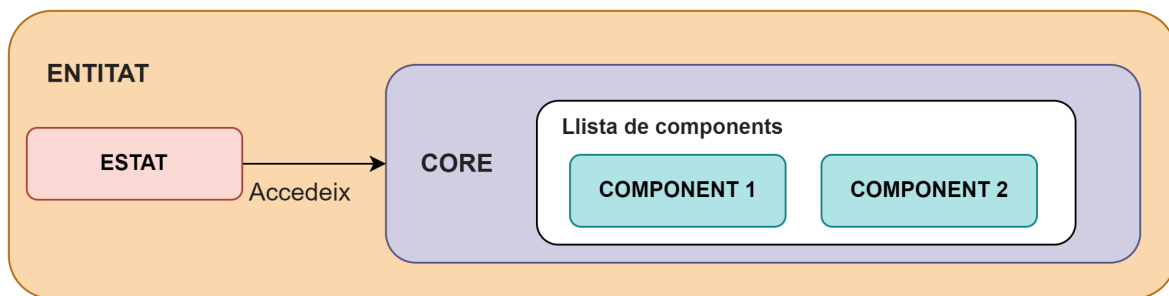 ENTITAT
ESTAT
Accedeix
CORE
Llista de components
COMPONENT 1
COMPONENT 2